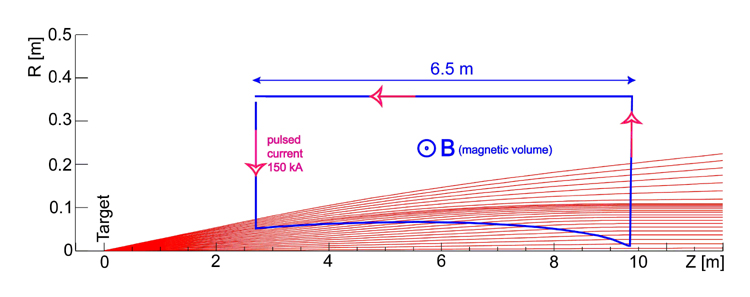 R [m]
0.5
0.4
0.3
0.2
0.1
0
6.5 m
pulsed
current
150 kA
B (magnetic volume)
Target
0 2 4 6 8 10 Z [m]